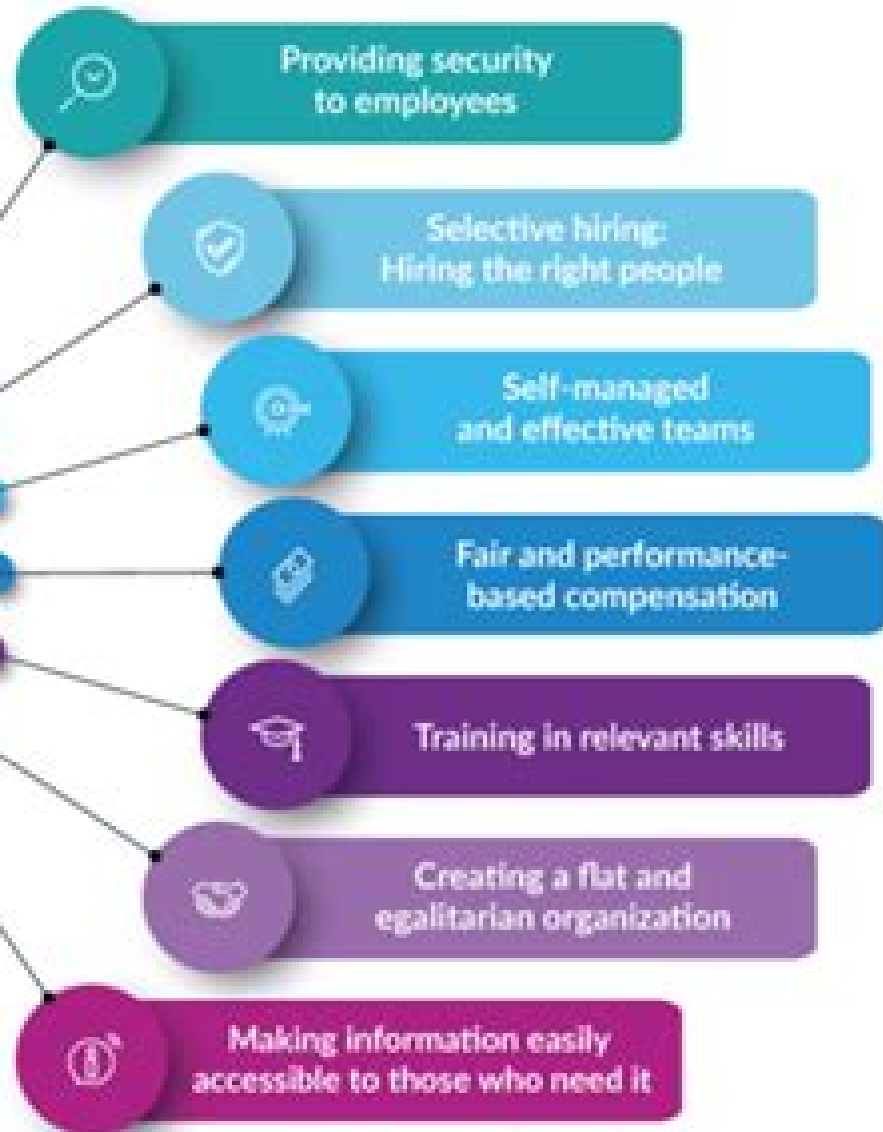 Providing security
to employees
Selective hiring:
Hiring the right people
Self-managed
and effective teams
Fair and performance-
based compensation
Training in relevant skills
Creating a flat and
egalitarian organization
Making information easily
accessible to those who need it